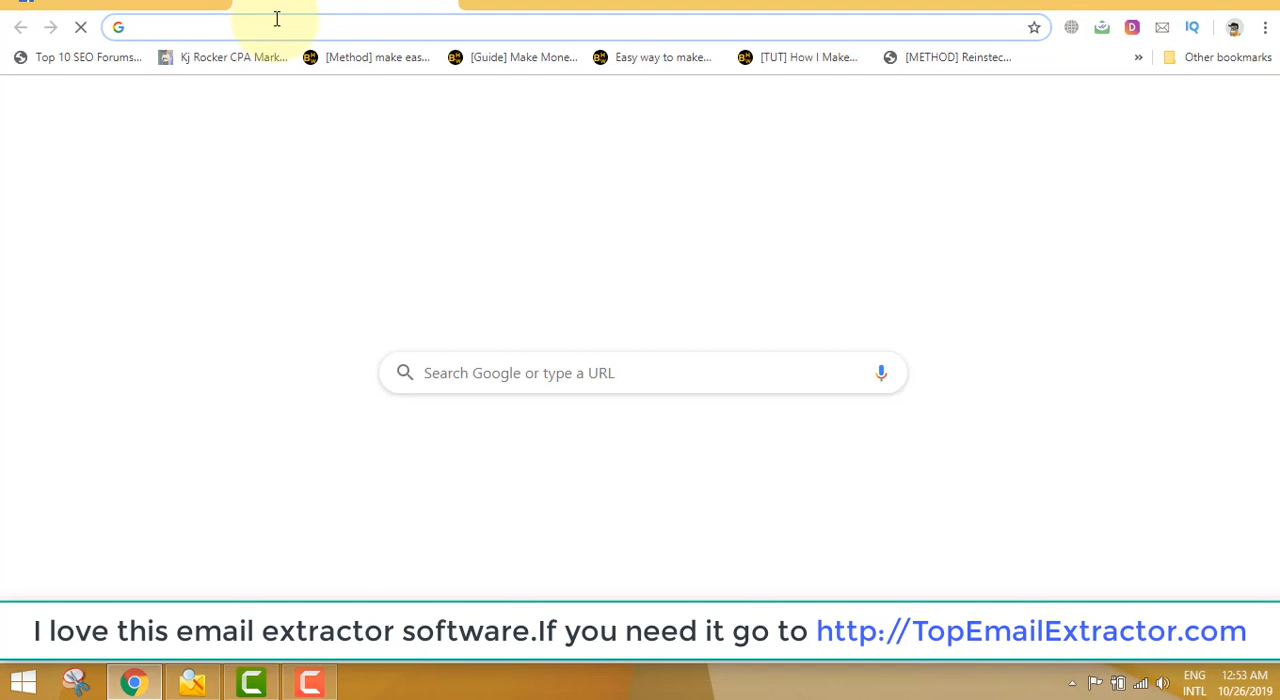 Top 10 SEO Forums...
Kj Rocker CPA Mark...
[Method] make eas...
[Guide] Make Mone...
Easy way to make...
[TUT] How I Make...
[METHOD] Reinstec...
»
Other bookmarks
Search Google or type a URL
I love this email extractor software.If you need it go to http://TopEmailExtractor.com
ENG
INTL
12:53 AM
10/26/2019